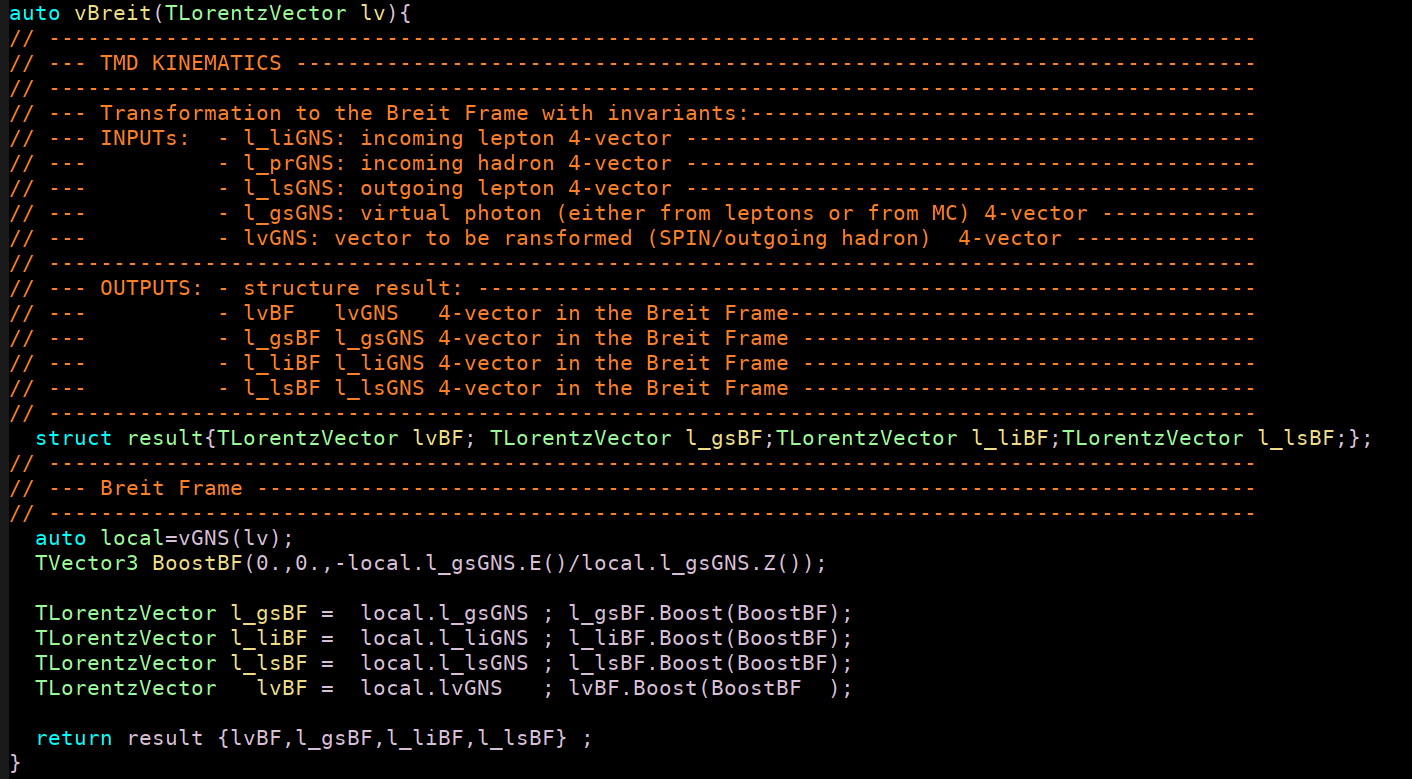 auto vBreit(TLorentzVector lv){
// ---------------------------------------------------------------------------------------------
// --- TMD KINEMATICS --------------------------------------------------------------------------
// ---------------------------------------------------------------------------------------------
// --- Transformation to the Breit Frame with invariants:---------------------------------------
// --- INPUTs:  - l_liGNS: incoming lepton 4-vector --------------------------------------------
// ---          - l_prGNS: incoming hadron 4-vector --------------------------------------------
// ---          - l_lsGNS: outgoing lepton 4-vector --------------------------------------------
// ---          - l_gsGNS: virtual photon (either from leptons or from MC) 4-vector ------------
// ---          - lvGNS: vector to be ransformed (SPIN/outgoing hadron)  4-vector --------------
// ---------------------------------------------------------------------------------------------
// --- OUTPUTS: - structure result: ------------------------------------------------------------
// ---          - lvBF   lvGNS   4-vector in the Breit Frame------------------------------------
// ---          - l_gsBF l_gsGNS 4-vector in the Breit Frame -----------------------------------
// ---          - l_liBF l_liGNS 4-vector in the Breit Frame -----------------------------------
// ---          - l_lsBF l_lsGNS 4-vector in the Breit Frame -----------------------------------
// ---------------------------------------------------------------------------------------------
  struct result{TLorentzVector lvBF; TLorentzVector l_gsBF;TLorentzVector l_liBF;TLorentzVector l_lsBF;};
// ---------------------------------------------------------------------------------------------
// --- Breit Frame -----------------------------------------------------------------------------
// ---------------------------------------------------------------------------------------------
  auto local=vGNS(lv);
  TVector3 BoostBF(0.,0.,-local.l_gsGNS.E()/local.l_gsGNS.Z());

  TLorentzVector l_gsBF =  local.l_gsGNS ; l_gsBF.Boost(BoostBF);
  TLorentzVector l_liBF =  local.l_liGNS ; l_liBF.Boost(BoostBF);
  TLorentzVector l_lsBF =  local.l_lsGNS ; l_lsBF.Boost(BoostBF);
  TLorentzVector   lvBF =  local.lvGNS   ; lvBF.Boost(BoostBF  );

  return result {lvBF,l_gsBF,l_liBF,l_lsBF} ;
}